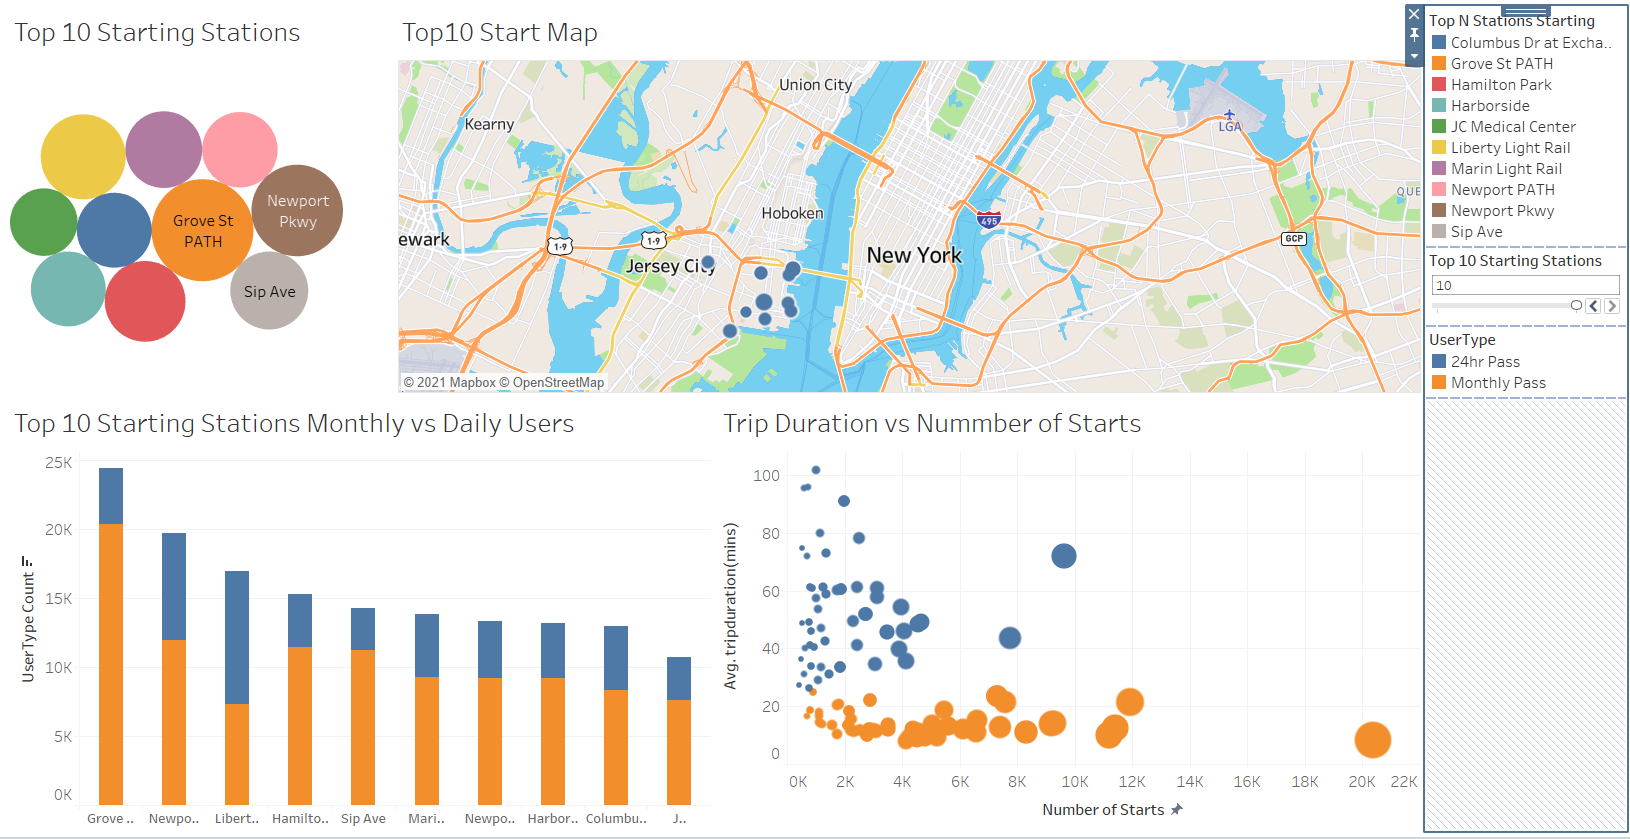 Top 10 Starting Stations
Grove St
PATH
Newport
Pkwy
Sip Ave
Top10 Start Map
Union City
Kearny
LGA
QUE
Hoboken
495
ewark
1-9
1-9
GCP
New York
Jersey City
© 2021 Mapbox © OpenStreetMap
Top N Stations Starting
Columbus Dr at Excha..
Grove St PATH
Hamilton Park
Harborside
JC Medical Center
Liberty Light Rail
Marin Light Rail
Newport PATH
Newport Pkwy
Sip Ave
Top 10 Starting Stations
10
UserType
24hr Pass
Monthly Pass
Top 10 Starting Stations Monthly vs Daily Users
UserType Count
25K
20K
15K
10K
5K
0K
Grove ..
Newpo..
Libert..
Hamilto..
Sip Ave
Mari..
Newpo..
Harbor..
Columbu..
J..
Trip Duration vs Nummber of Starts
Avg. tripduration(mins)
100
80
60
40
20
0
0K
2K
4K
6K
8K
10K
12K
14K
16K
18K
20K
22K
Number of Starts